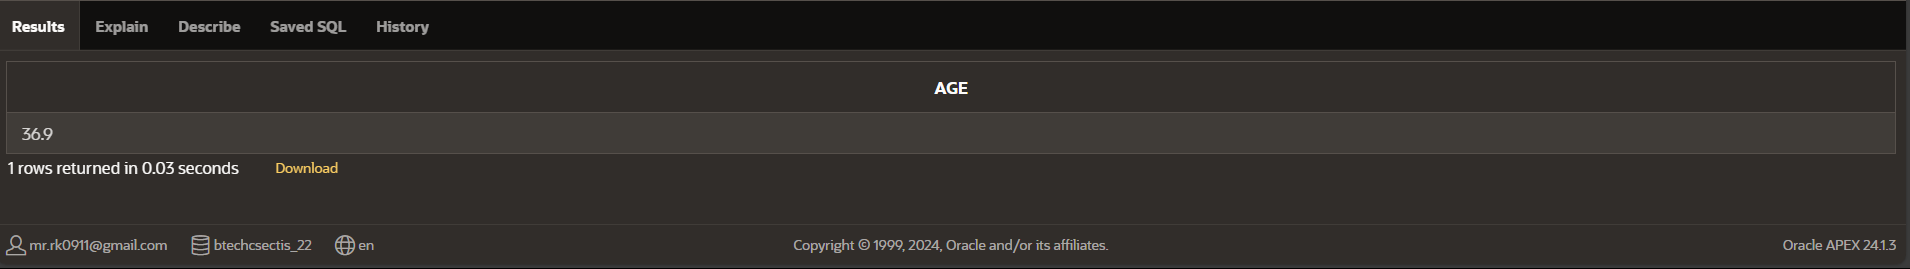 Results Explain Describe Saved SQL History
AGE
36.9
1 rows returned in 0.03 seconds Download
mr.rk0911@gmail.com btechcsectis_22 en Copyright © 1999, 2024, Oracle and/or its affiliates. Oracle APEX 24.1.3